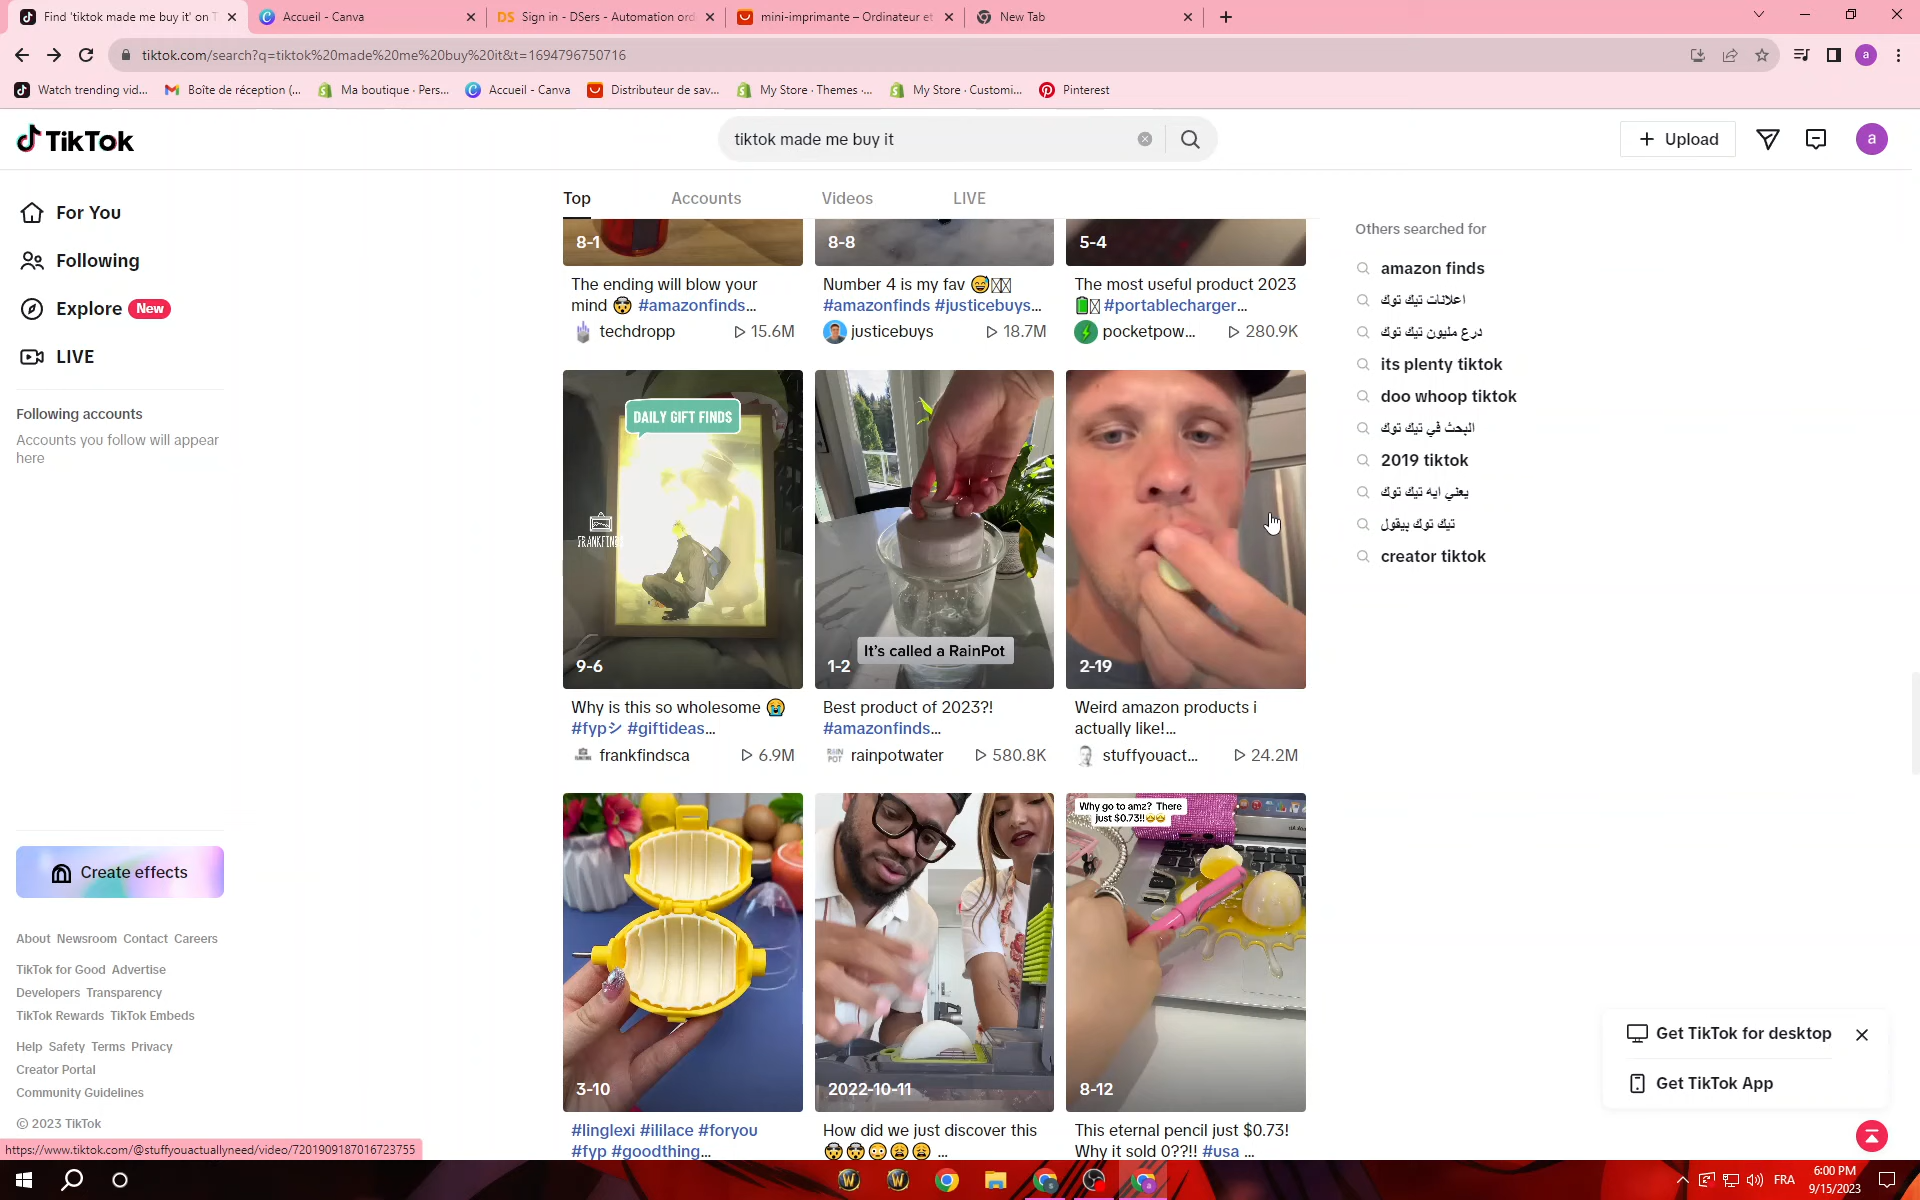 Find 'tiktok made me buy it' on T
Accueil - Canva
Sign in - DSers - Automation ord
mini-imprimante – Ordinateur et
New Tab
tiktok.com/search?q=tiktok%20made%20me%20buy%20it&t=1694796750716
a
Watch trending vid...
Boîte de réception (...
Ma boutique · Pers...
Accueil - Canva
Distributeur de sav...
My Store · Themes ·...
My Store · Customi...
Pinterest
TikTok
tiktok made me buy it
Upload
a
For You
Following
Explore New
LIVE
Following accounts
Accounts you follow will appear
here
Create effects
About Newsroom Contact Careers
TikTok for Good Advertise
Developers Transparency
TikTok Rewards TikTok Embeds
Help Safety Terms Privacy
Creator Portal
Community Guidelines
© 2023 TikTok
Top
Accounts
Videos
LIVE
8-1
8-8
5-4
The ending will blow your
mind 🤯 #amazonfinds...
techdropp
15.6M
Number 4 is my fav 😅
#amazonfinds #justicebuys...
justicebuys
18.7M
The most useful product 2023
🔋 #portablecharger...
pocketpow...
280.9K
DAILY GIFT FINDS
FRANKFINDS
9-6
It's called a RainPot
1-2
2-19
Why is this so wholesome 😭
#fypシ #giftideas...
frankfindsca
6.9M
Best product of 2023?!
#amazonfinds...
RAIN
POT
rainpotwater
580.8K
Weird amazon products i
actually like!...
stuffyouact...
24.2M
3-10
2022-10-11
Why go to amz? There
just $0.73!!🤩🤩
8-12
#linglexi #ililace #foryou
#fyp #goodthing...
How did we just discover this
🤯🤯😳😩😩 ...
This eternal pencil just $0.73!
Why it sold 0??!! #usa ...
Others searched for
amazon finds
اعلانات تيك توك
درع مليون تيك توك
its plenty tiktok
doo whoop tiktok
البحث في تيك توك
2019 tiktok
يعني ايه تيك توك
تيك توك بيقول
creator tiktok
Get TikTok for desktop
Get TikTok App
https://www.tiktok.com/@stuffyouactuallyneed/video/7201909187016723755
FRA
6:00 PM
9/15/2023